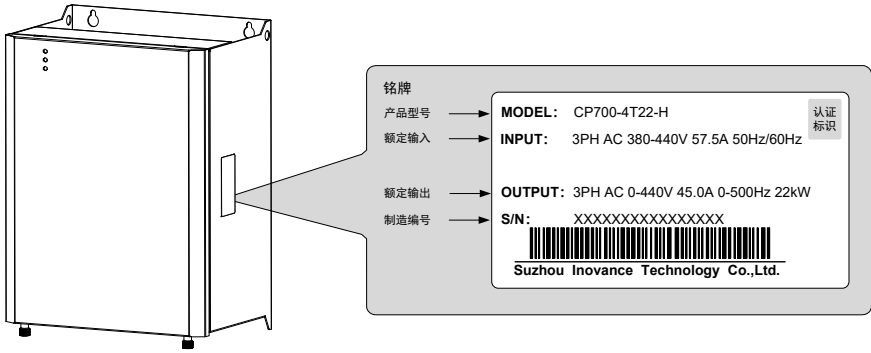 铭牌
产品型号 MODEL: CP700-4T22-H
认证
标识
额定输入 INPUT: 3PH AC 380-440V 57.5A 50Hz/60Hz
额定输出 OUTPUT: 3PH AC 0-440V 45.0A 0-500Hz 22kW
制造编号 S/N: XXXXXXXXXXXXXXXX
Suzhou Inovance Technology Co.,Ltd.